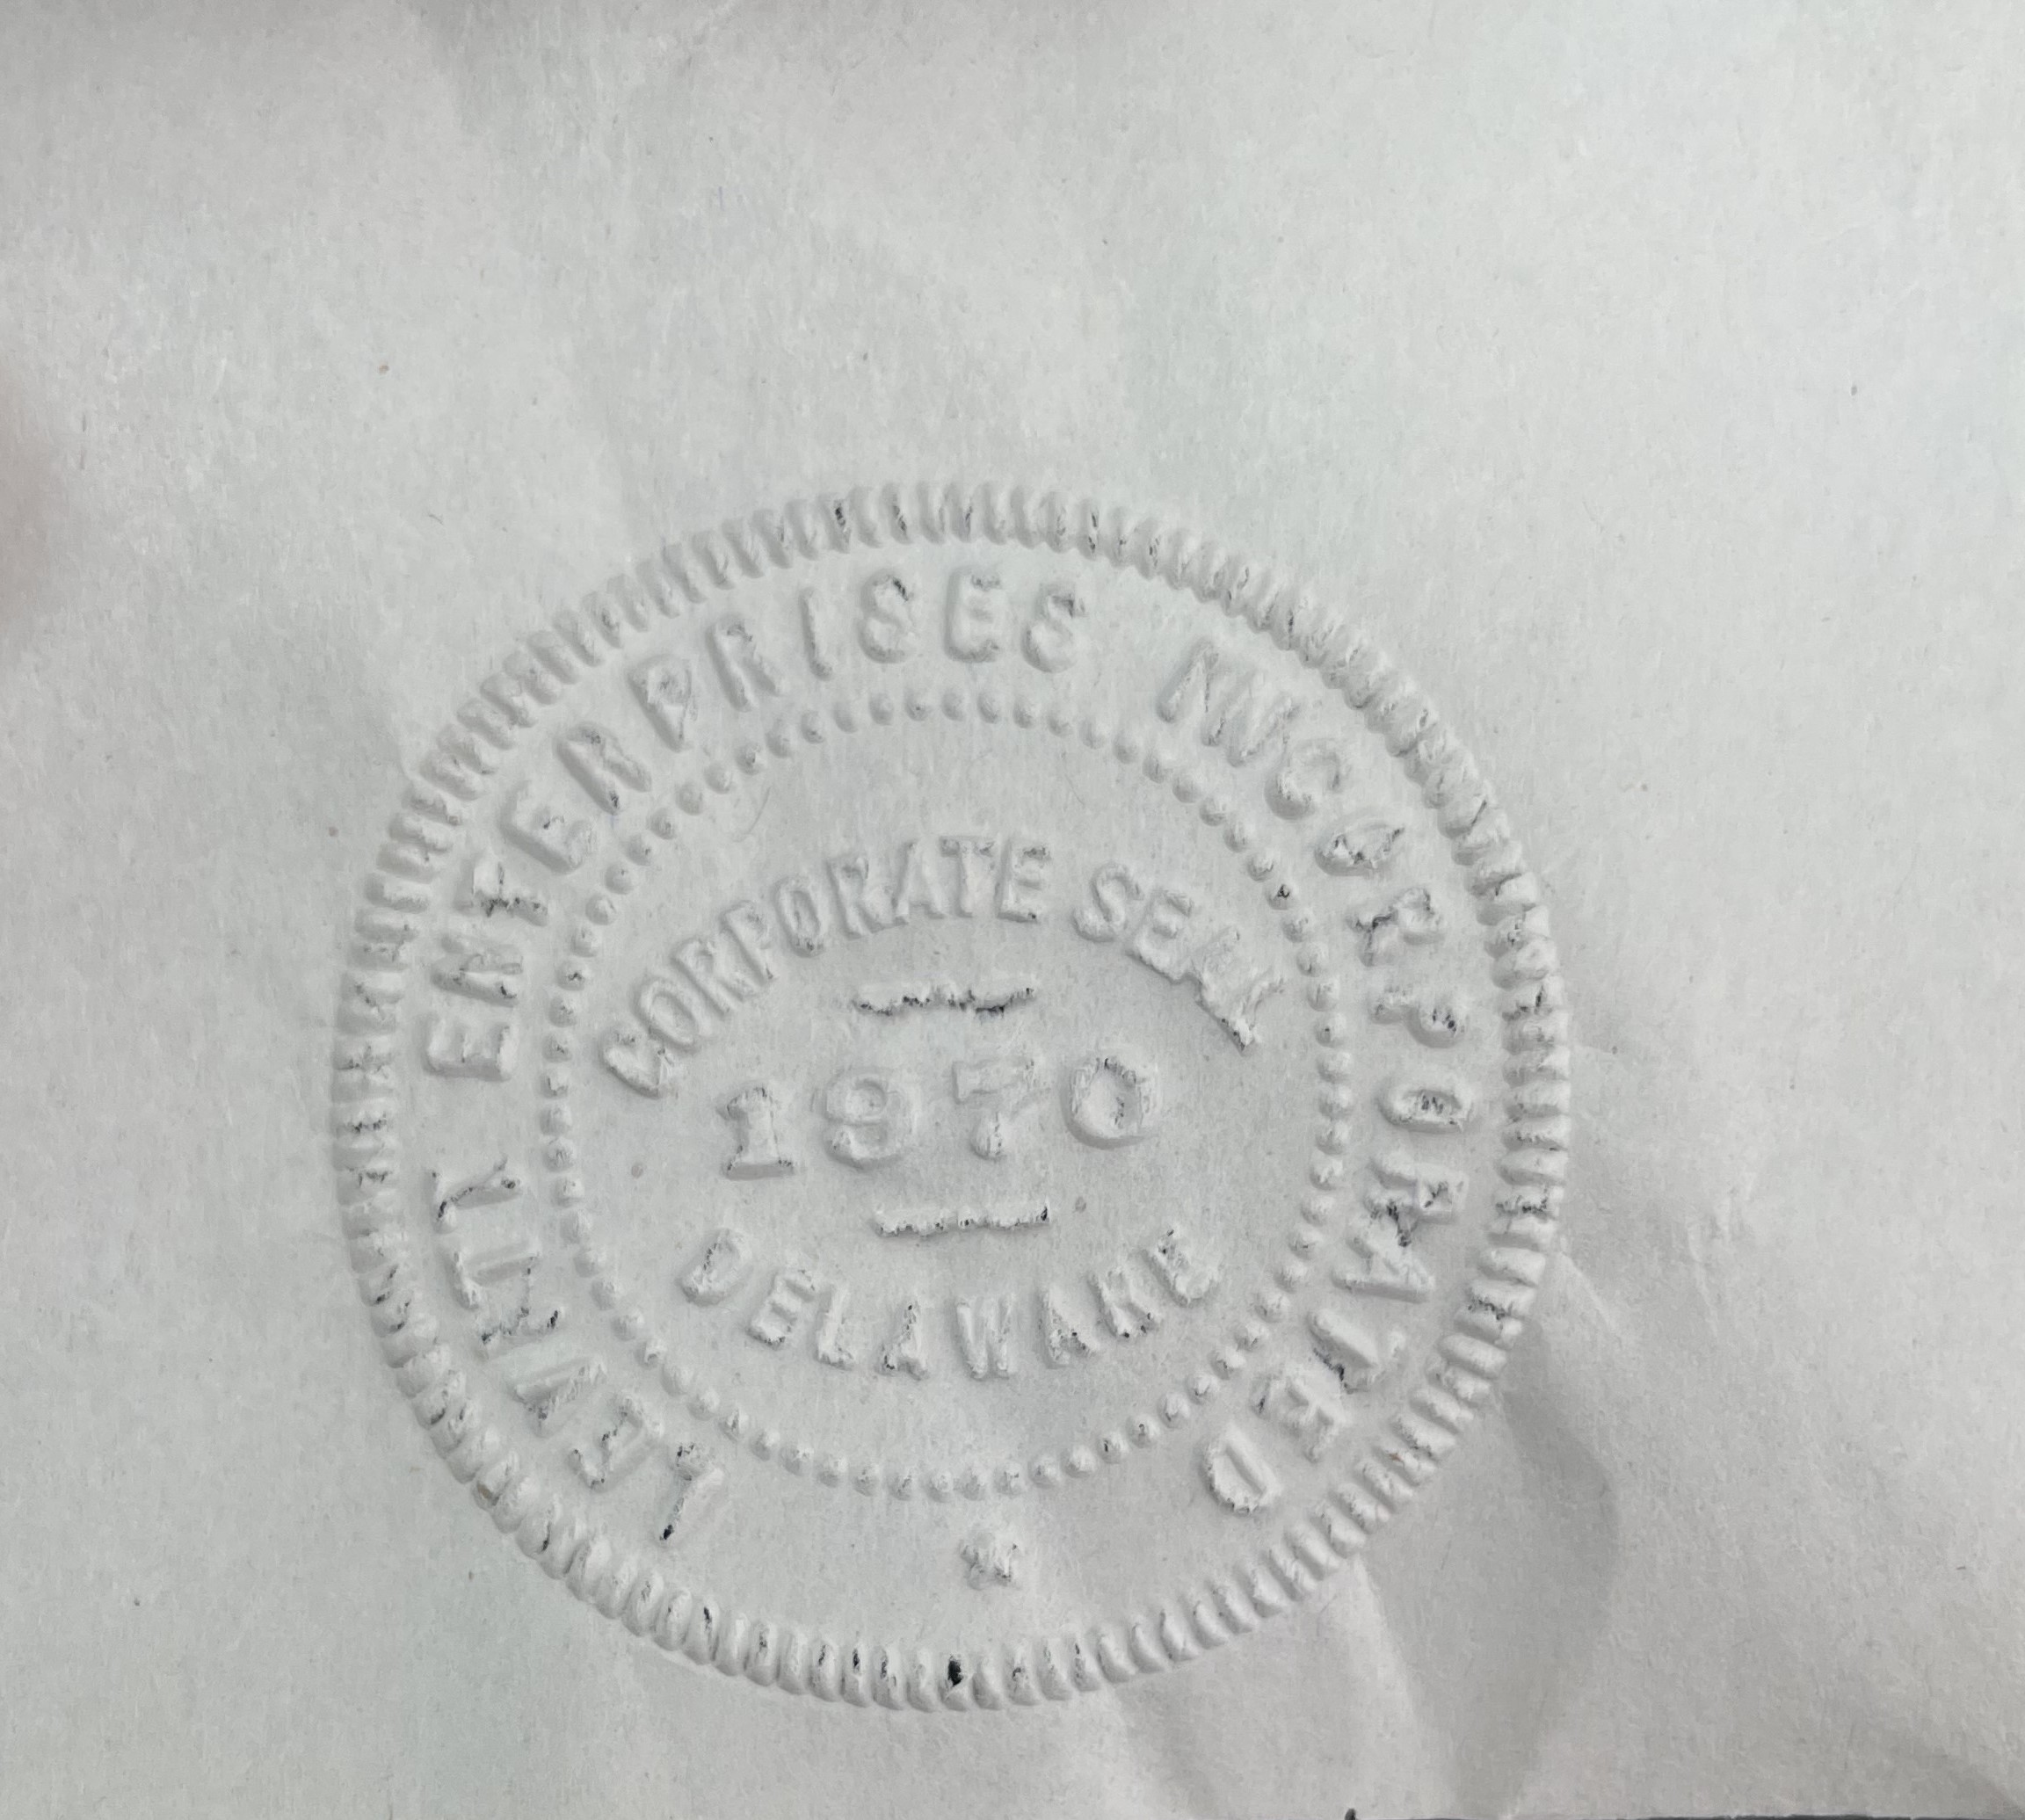 LEVITT ENTERPRISES INCORPORATED
CORPORATE SEAL
1970
DELAWARE